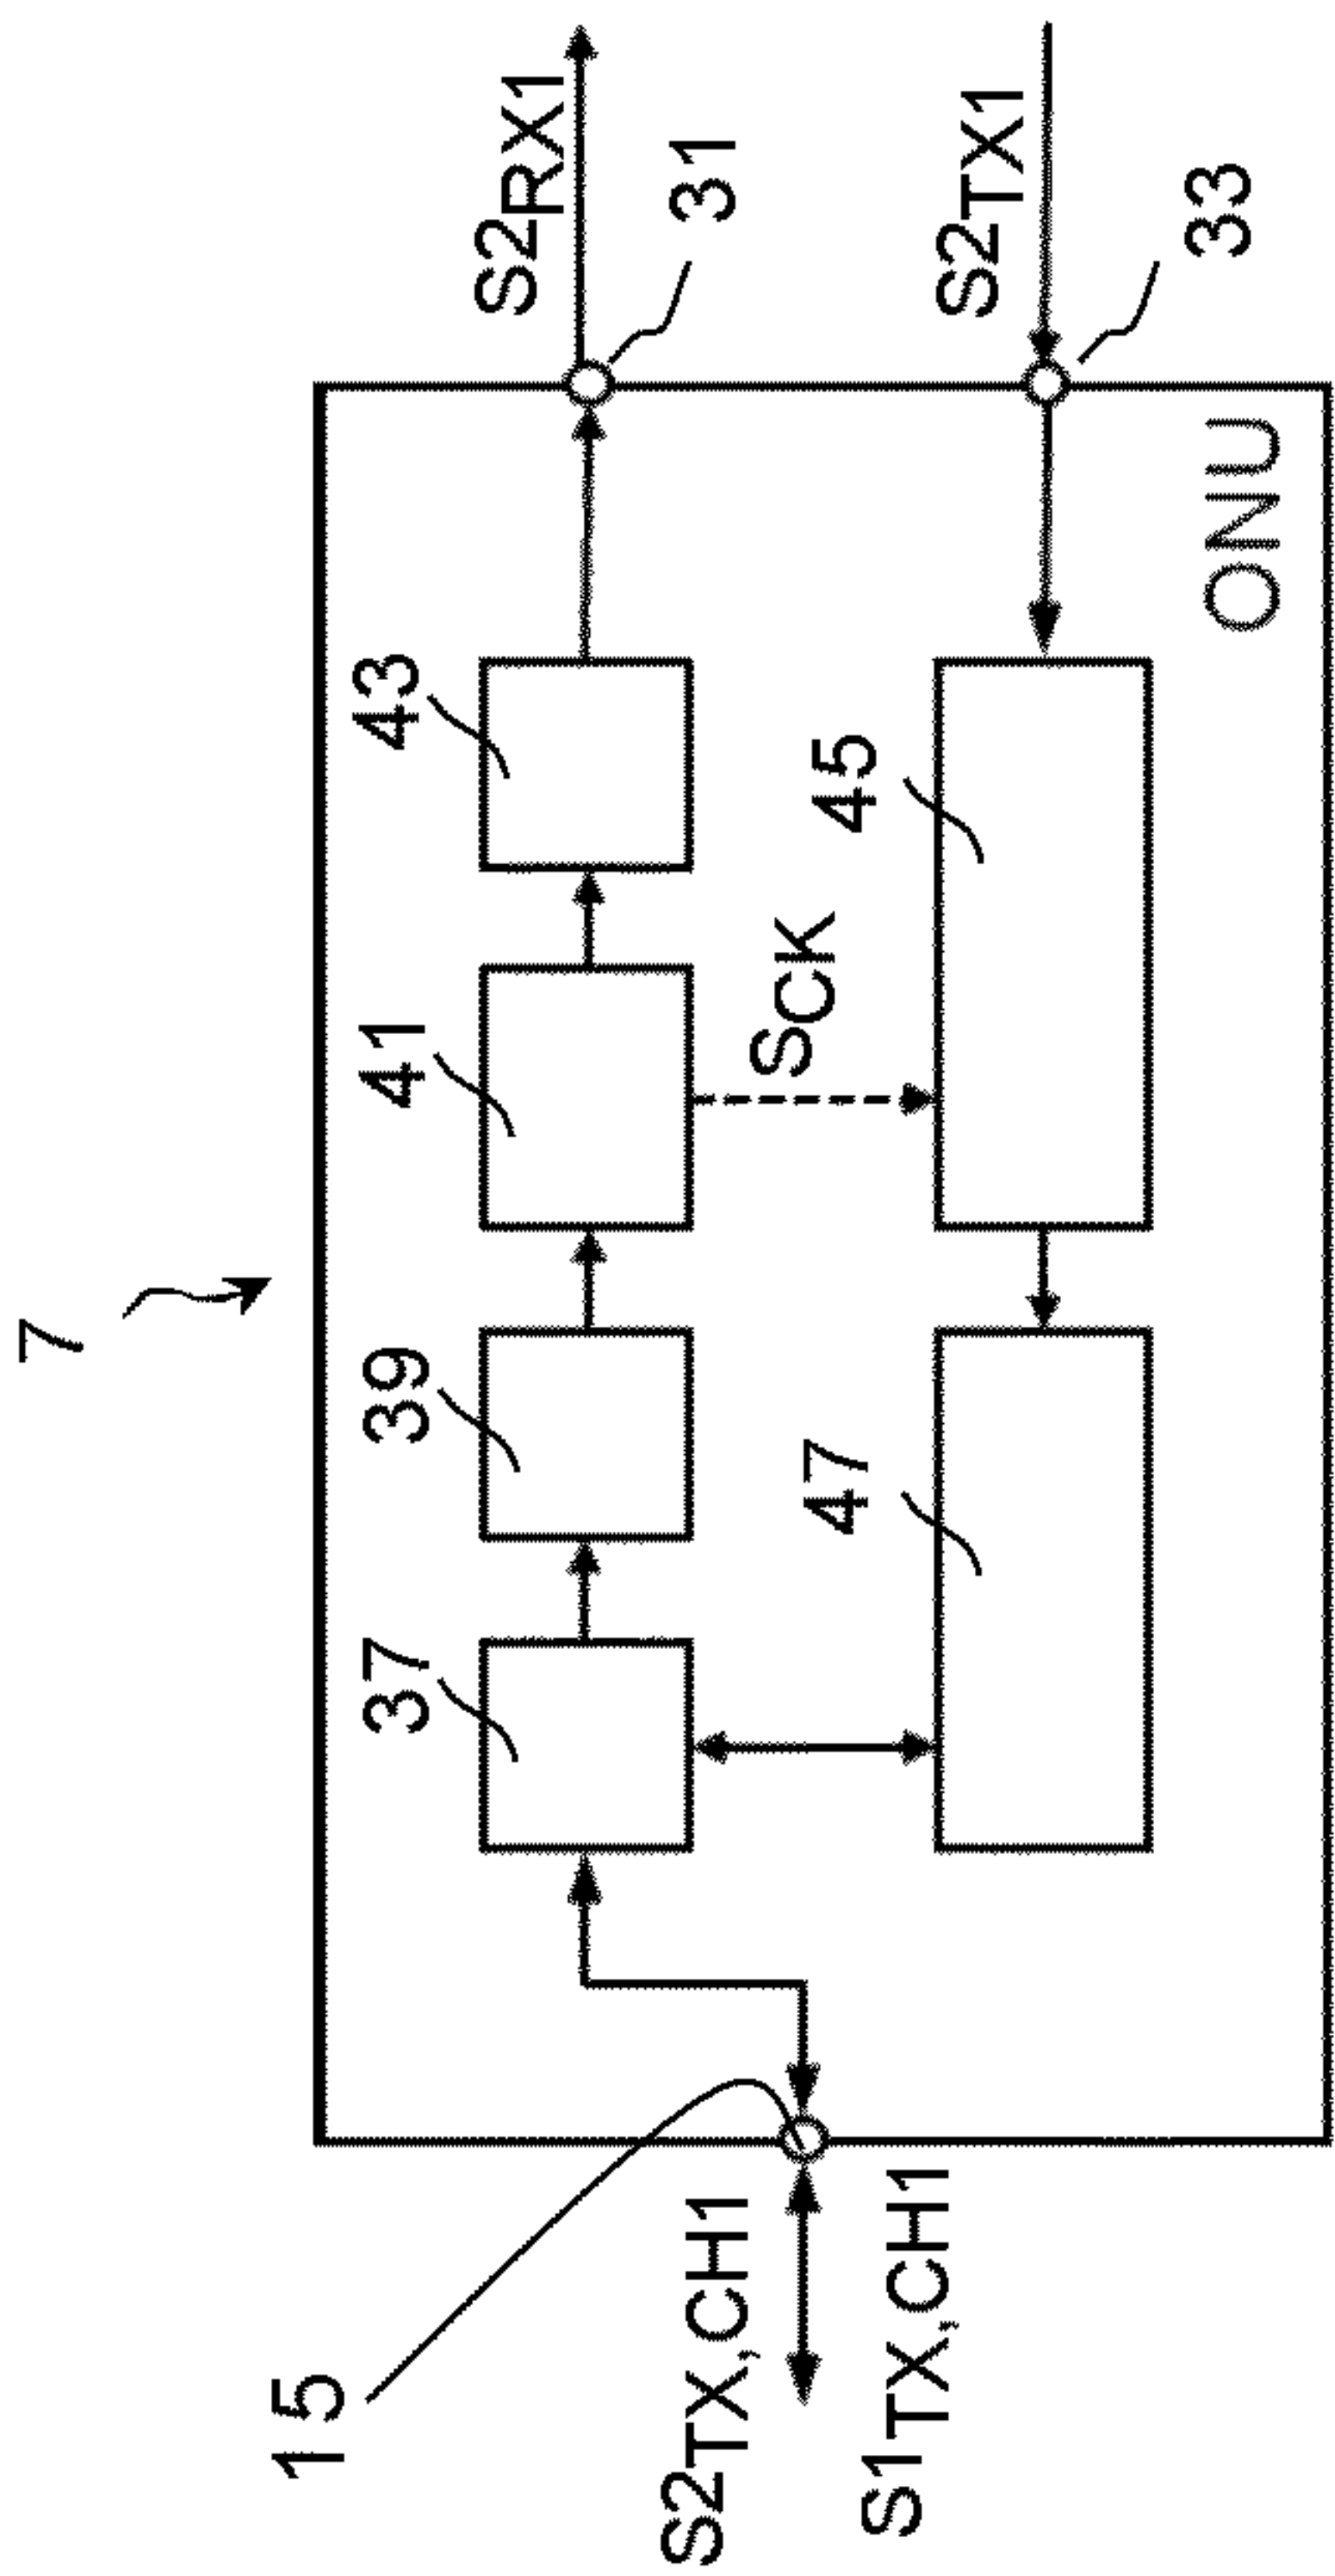 7
43
41
39
37
S2RX1
31
SCK
45
47
S2TX1
33
ONU
15
S2TX,CH1
S1TX,CH1